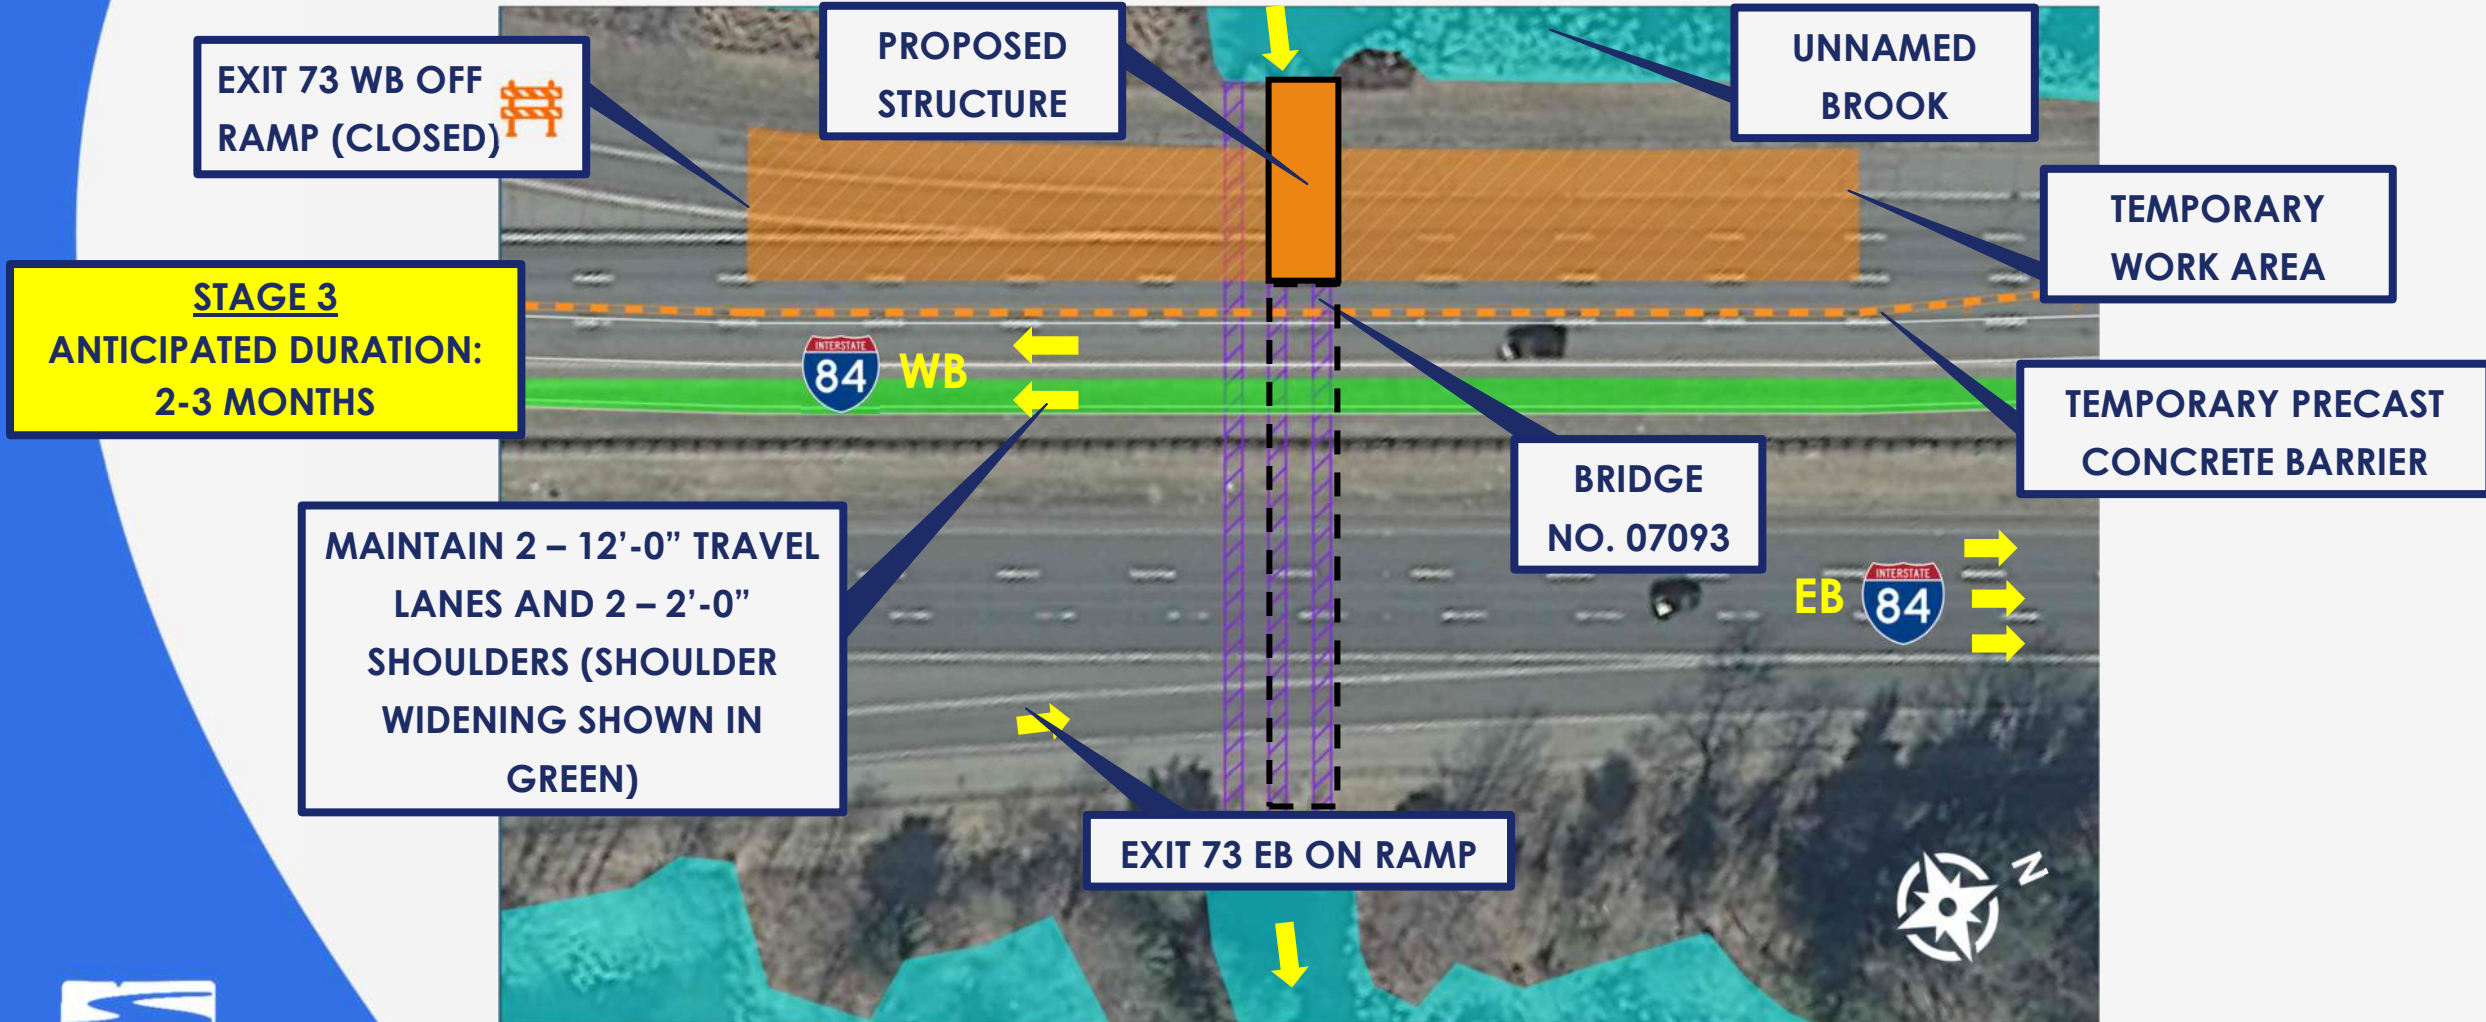 EXIT 73 WB OFF
RAMP (CLOSED)
PROPOSED
STRUCTURE
UNNAMED
BROOK
TEMPORARY
WORK AREA
STAGE 3
ANTICIPATED DURATION:
2-3 MONTHS
INTERSTATE
84
WB
TEMPORARY PRECAST
CONCRETE BARRIER
BRIDGE
NO. 07093
MAINTAIN 2 – 12’-0” TRAVEL
LANES AND 2 – 2’-0”
SHOULDERS (SHOULDER
WIDENING SHOWN IN
GREEN)
EB
INTERSTATE
84
EXIT 73 EB ON RAMP
N